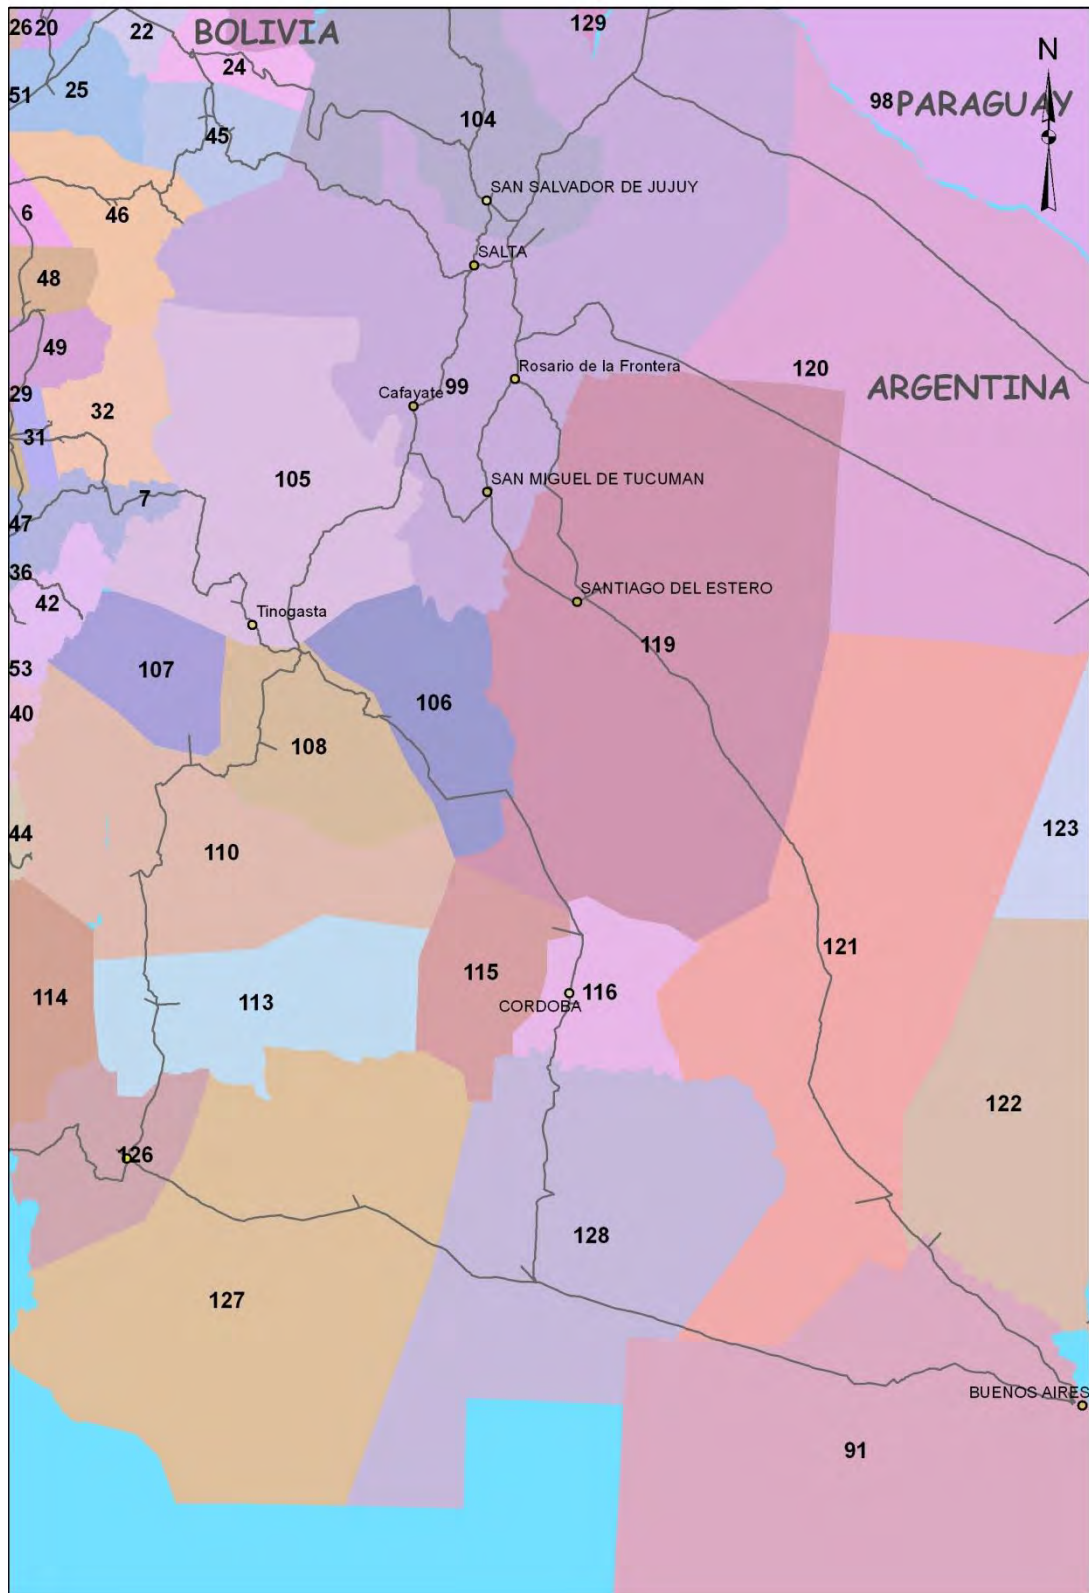 26 20 22 BOLIVIA 129
N
24
51 25
98 PARAGUAY
104
45
SAN SALVADOR DE JUJUY
6 46
SALTA
48
49
Rosario de la Frontera 120
29 Cafayate 99 ARGENTINA
32
31
105 SAN MIGUEL DE TUCUMAN
7
47
36
SANTIAGO DEL ESTERO
42 Tinogasta
119
53 107
106
40
108
44 123
110
121
115
114 113 116
CORDOBA
122
126
128
127
BUENOS AIRES
91